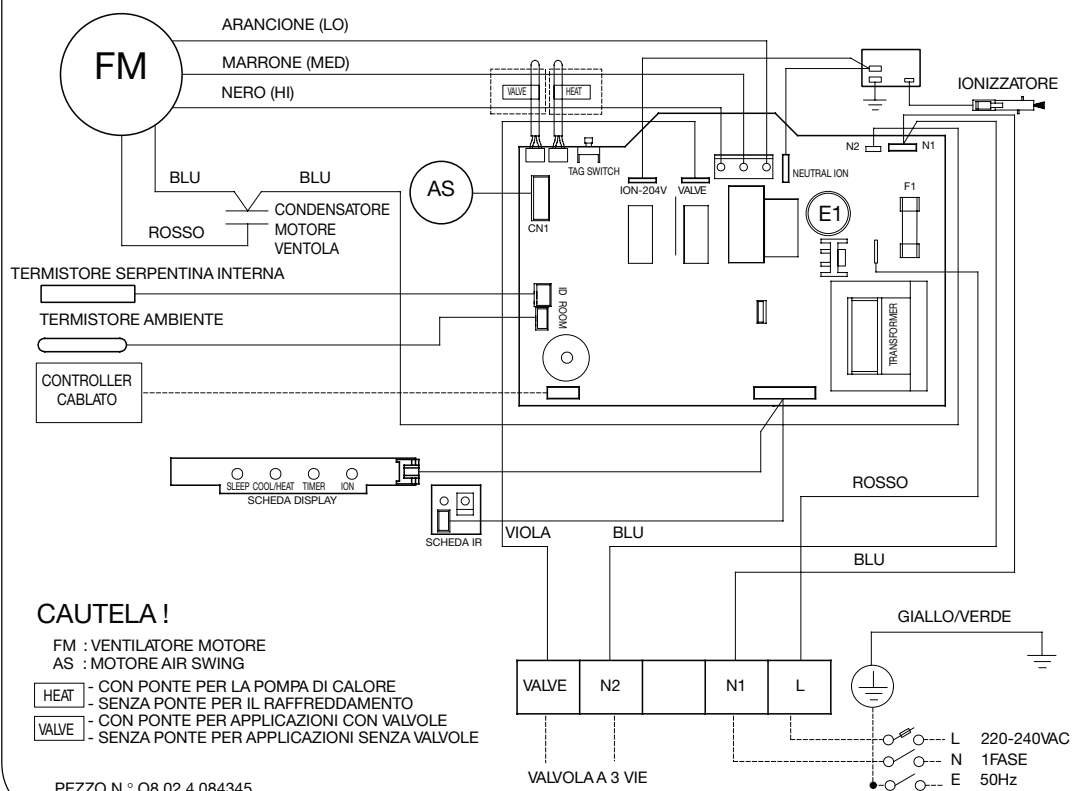 ARANCIONE (LO)
FM
MARRONE (MED)
NERO (HI)
VALVE
HEAT
IONIZZATORE
N2
N1
TAG SWITCH
NEUTRAL ION
BLU
BLU
AS
ION-204V
VALVE
F1
E1
CONDENSATORE
MOTORE
VENTOLA
CN1
ROSSO
TERMISTORE SERPENTINA INTERNA
ID ROOM
TERMISTORE AMBIENTE
TRANSFORMER
CONTROLLER
CABLATO
SLEEP COOL/HEAT TIMER ION
SCHEDA DISPLAY
ROSSO
SCHEDA IR
VIOLA
BLU
BLU
CAUTELA !
GIALLO/VERDE
FM : VENTILATORE MOTORE
AS : MOTORE AIR SWING
HEAT - CON PONTE PER LA POMPA DI CALORE
- SENZA PONTE PER IL RAFFREDDAMENTO
VALVE - CON PONTE PER APPLICAZIONI CON VALVOLE
- SENZA PONTE PER APPLICAZIONI SENZA VALVOLE
VALVE N2 N1 L
L 220-240VAC
N 1FASE
E 50Hz
VALVOLA A 3 VIE
PEZZO N.° O8.02.4.084345